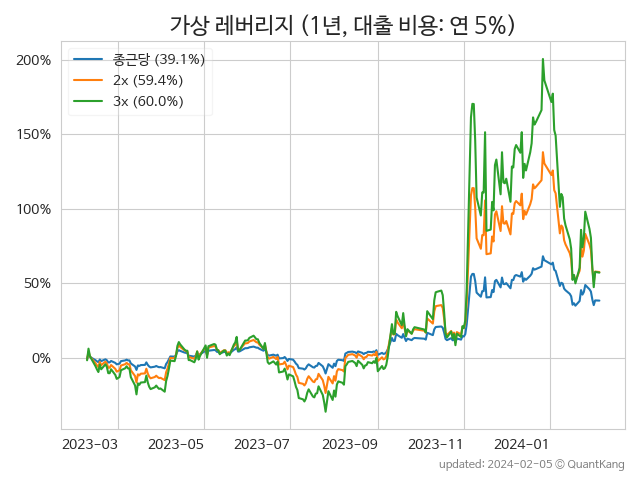 가상 레버리지 (1년, 대출 비용: 연 5%)
종근당 (39.1%)
2x (59.4%)
3x (60.0%)
200%
150%
100%
50%
0%
2023-03 2023-05 2023-07 2023-09 2023-11 2024-01
updated: 2024-02-05 © QuantKang